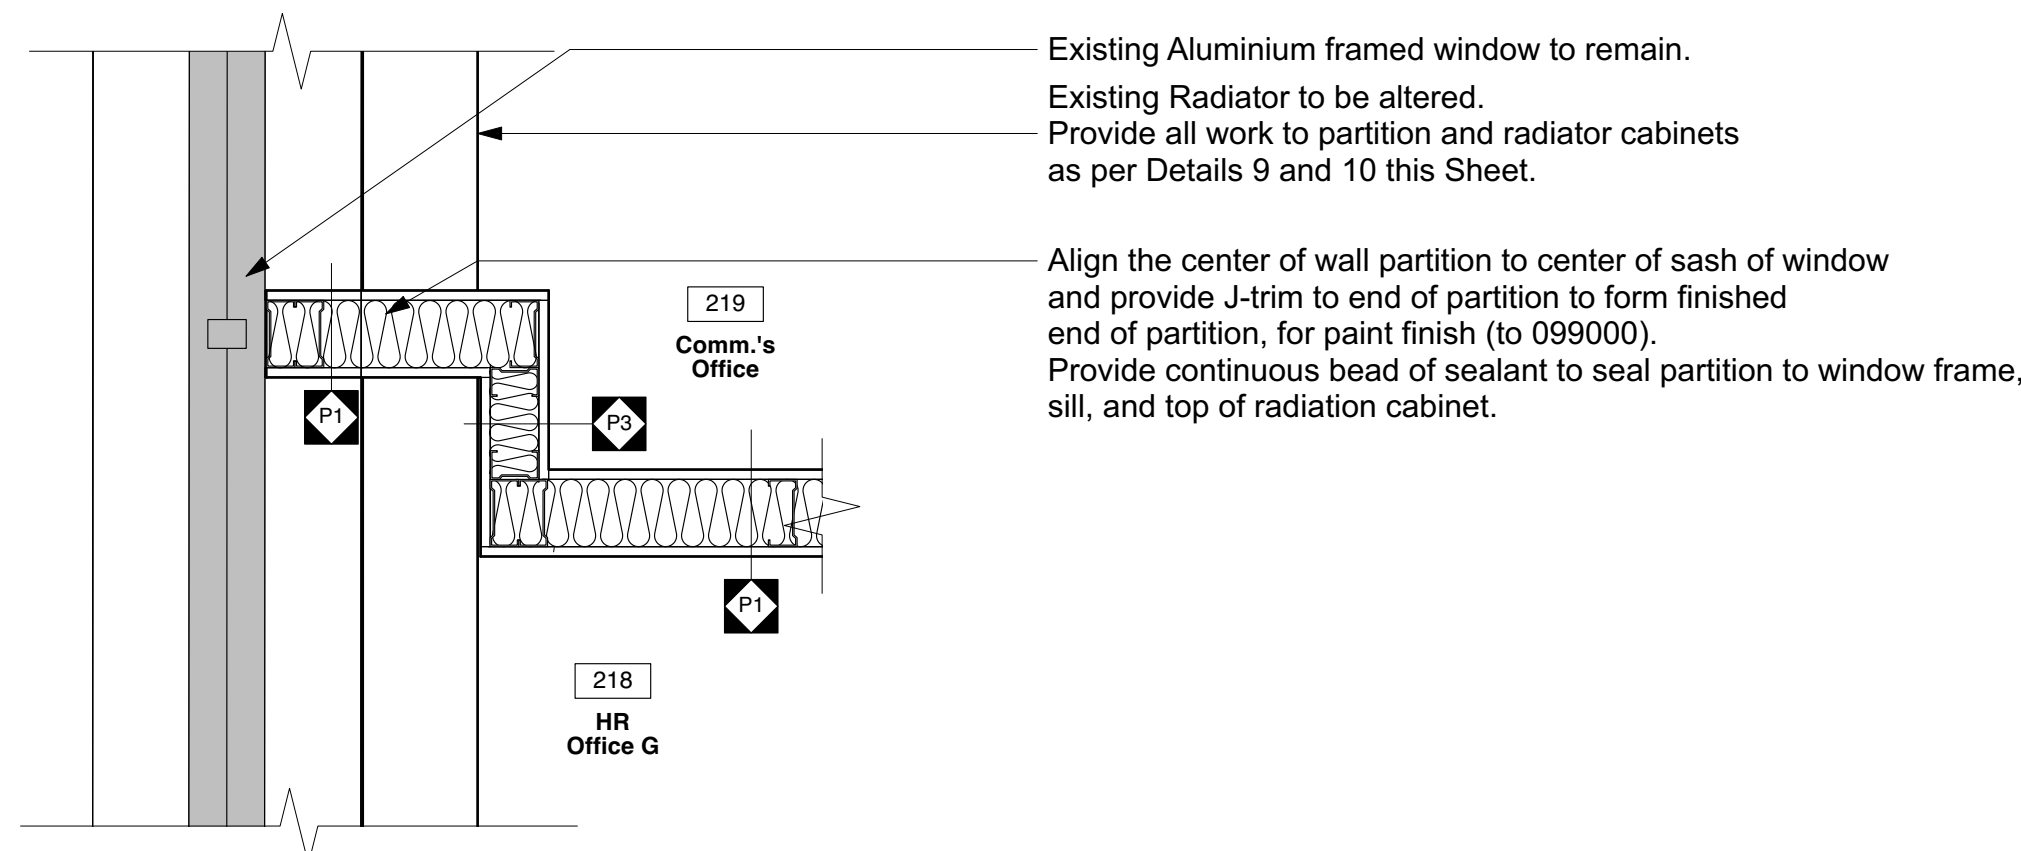 Existing Aluminium framed window to remain.
Existing Radiator to be altered.
Provide all work to partition and radiator cabinets
as per Details 9 and 10 this Sheet.
Align the center of wall partition to center of sash of window
and provide J-trim to end of partition to form finished
end of partition, for paint finish (to 099000).
Provide continuous bead of sealant to seal partition to window frame,
sill, and top of radiation cabinet.
219
Comm.'s
Office
P1
P3
P1
218
HR
Office G